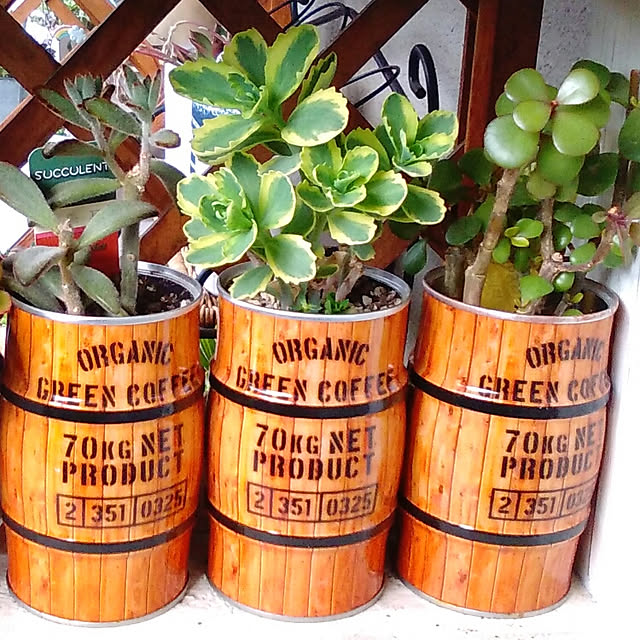 SUCCULENT
ORGANIC
GREEN COFFEE
70KG NET
PRODUCT
2 351 0325
ORGANIC
GREEN COFFEE
70KG NET
PRODUCT
2 351 0325
ORGANIC
GREEN COF
70KG NET
PRODUCT
2 351 032